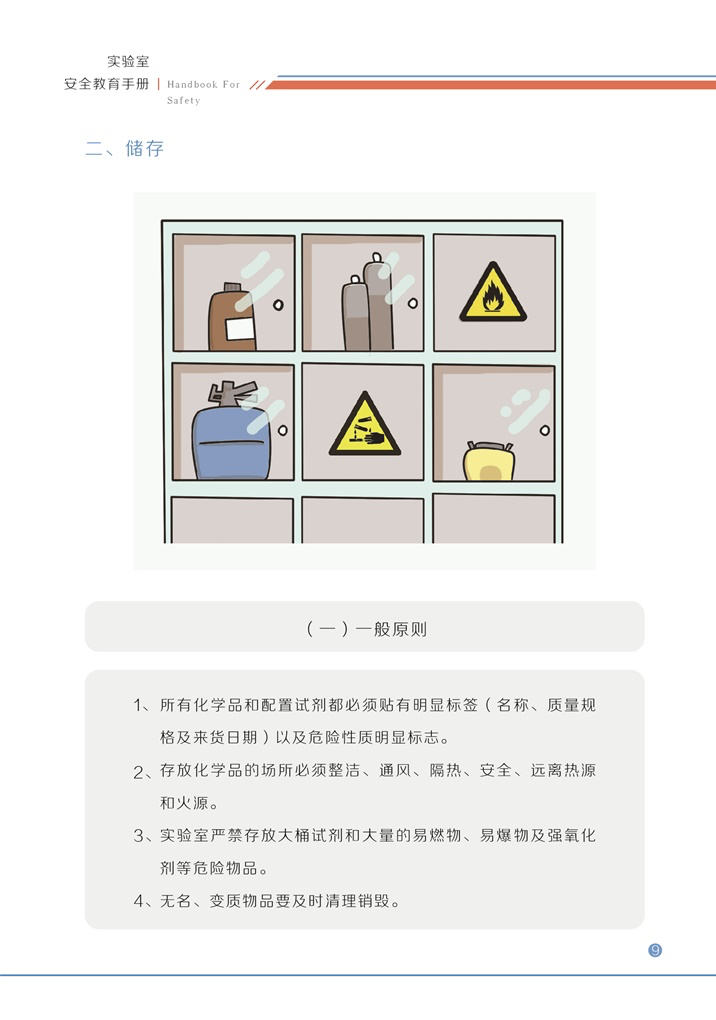 实验室
安全教育手册
Handbook For
Safety
二、储存
（一）一般原则
1、所有化学品和配置试剂都必须贴有明显标签（名称、质量规
格及来货日期）以及危险性质明显标志。
2、存放化学品的场所必须整洁、通风、隔热、安全、远离热源
和火源。
3、实验室严禁存放大桶试剂和大量的易燃物、易爆物及强氧化
剂等危险物品。
4、无名、变质物品要及时清理销毁。
9